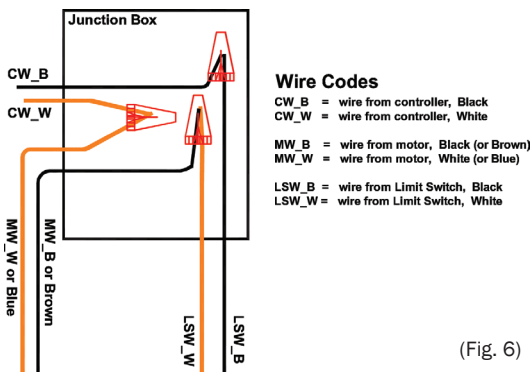 Junction Box
CW_B
CW_W
MW_W or Blue
MW_B or Brown
LSW_W
LSW_B
Wire Codes
CW_B = wire from controller, Black
CW_W = wire from controller, White
MW_B = wire from motor, Black (or Brown)
MW_W = wire from motor, White (or Blue)
LSW_B = wire from Limit Switch, Black
LSW_W = wire from Limit Switch, White
(Fig. 6)